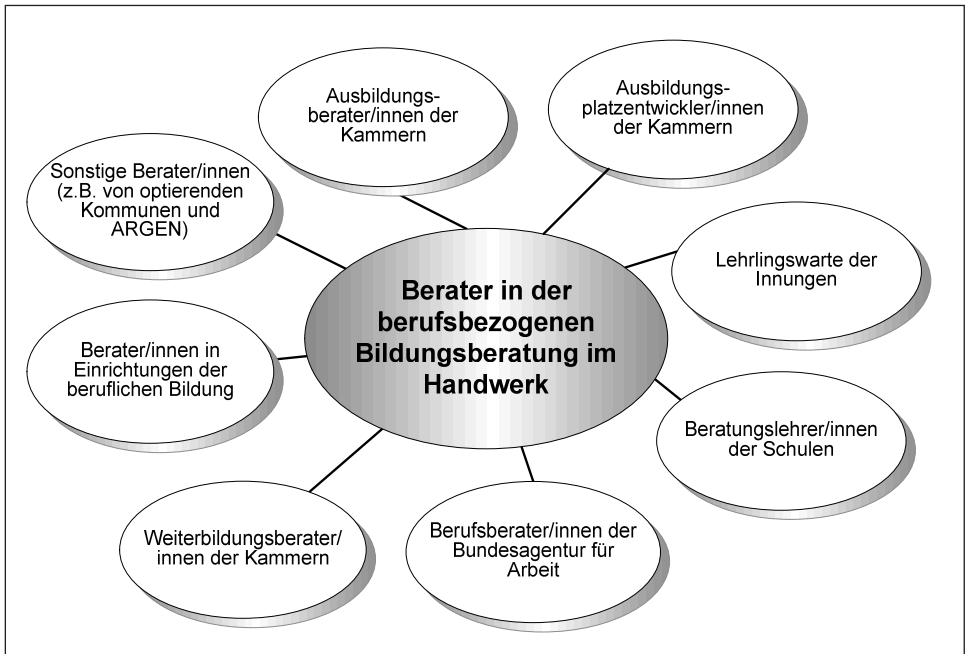 Ausbildungs-
berater/innen der
Kammern
Ausbildungs-
platzentwickler/innen
der Kammern
Sonstige Berater/innen
(z.B. von optierenden
Kommunen und
ARGEN)
Lehrlingswarte der
Innungen
Berater in der
berufsbezogenen
Bildungsberatung im
Handwerk
Berater/innen in
Einrichtungen der
beruflichen Bildung
Beratungslehrer/innen
der Schulen
Weiterbildungsberater/
innen der Kammern
Berufsberater/innen der
Bundesagentur für
Arbeit